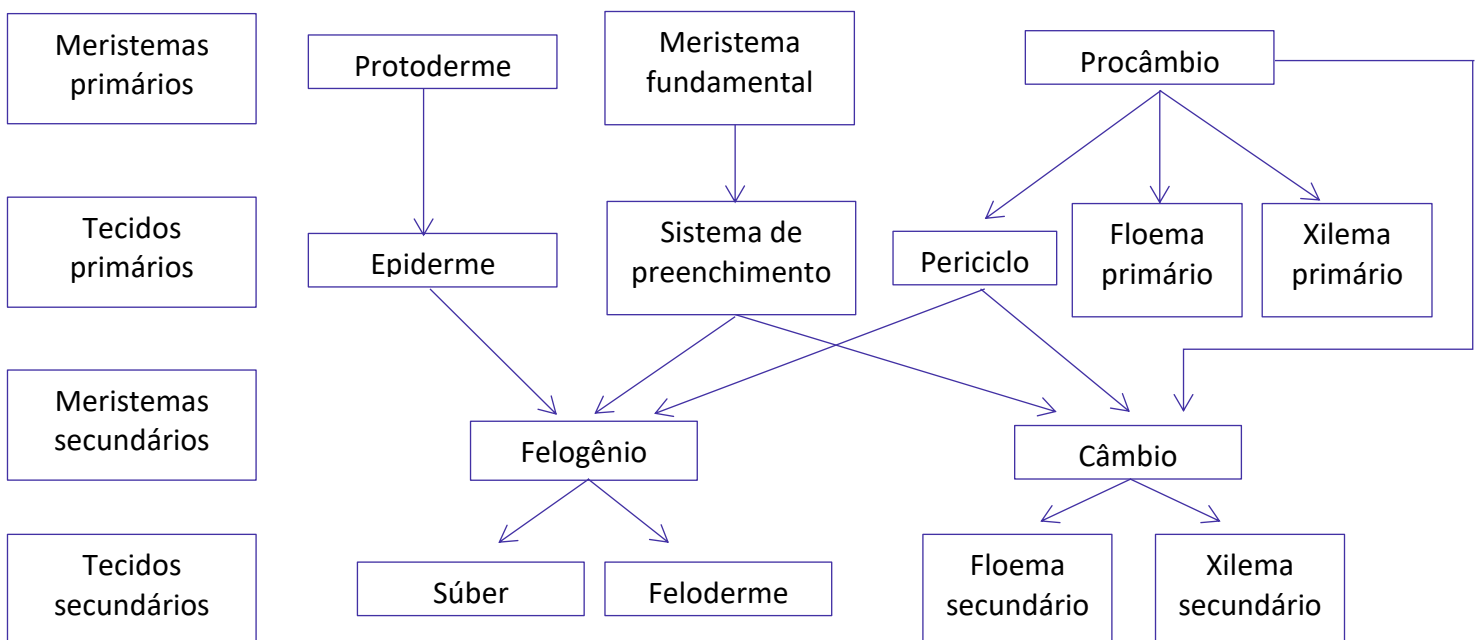 Meristemas
primários
Protoderme
Meristema
fundamental
Procâmbio
Tecidos
primários
Epiderme
Sistema de
preenchimento
Periciclo
Floema
primário
Xilema
primário
Meristemas
secundários
Felogênio
Câmbio
Tecidos
secundários
Súber
Feloderme
Floema
secundário
Xilema
secundário